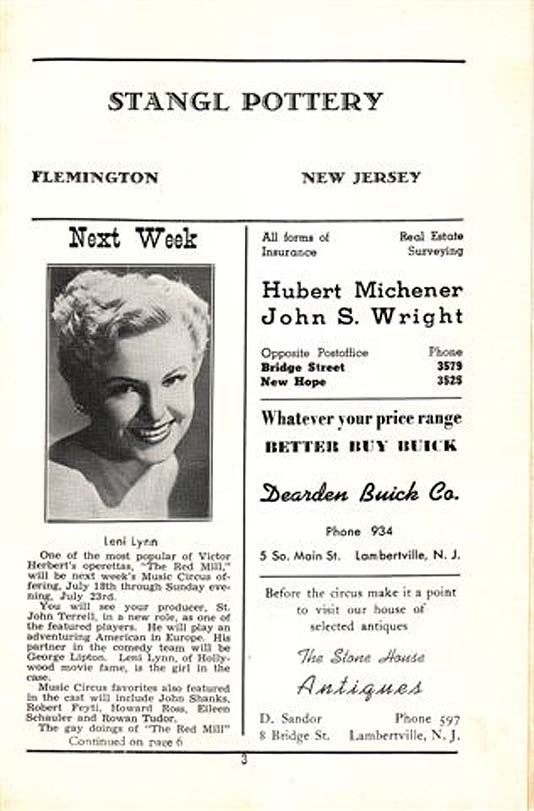 STANGL POTTERY
FLEMINGTON NEW JERSEY
Next Week
Leni Lynn
One of the most popular of Victor
Herbert's operettas, "The Red Mill,"
will be next week's Music Circus of-
fering, July 18th through Sunday eve-
ning, July 23rd.
You will see your producer, St.
John Terrell, in a new role, as one of
the featured players. He will play an
adventuring American in Europe. His
partner in the comedy team will be
George Lipton. Leni Lynn, of Holly-
wood movie fame, is the girl in the
case.
Music Circus favorites also featured
in the cast will include John Shanks,
Robert Feyti, Howard Ross, Eileen
Schauler and Rowan Tudor.
The gay doings of "The Red Mill"
Continued on page 6
All forms of Real Estate
Insurance Surveying
Hubert Michener
John S. Wright
Opposite Postoffice Phone
Bridge Street 3579
New Hope 3525
Whatever your price range
BETTER BUY BUICK
Dearden Buick Co.
Phone 934
5 So. Main St. Lambertville, N. J.
Before the circus make it a point
to visit our house of
selected antiques
The Stone House
Antiques
D. Sandor Phone 597
8 Bridge St. Lambertville, N. J.
3